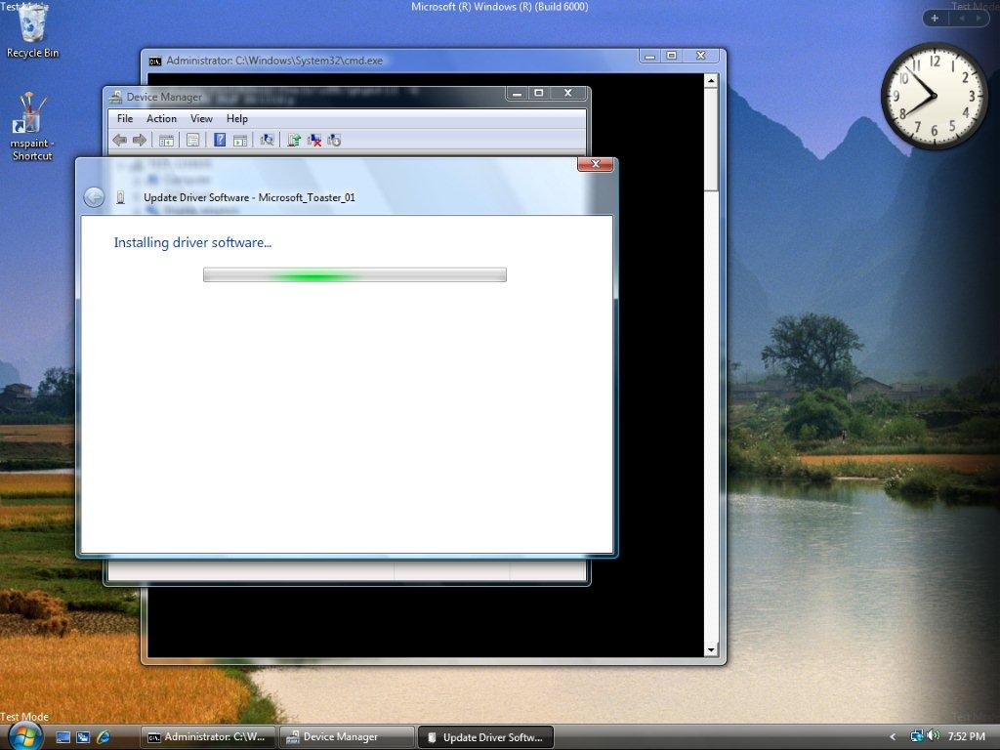 Microsoft (R) Windows (R) (Build 6000)
Test Mode
Recycle Bin
mspaint -
Shortcut
Administrator: C:\Windows\System32\cmd.exe
12
1
2
3
4
5
6
7
8
9
10
11
Device Manager
File Action View Help
Update Driver Software - Microsoft_Toaster_01
Installing driver software...
Test Mode
Administrator: C:\W...
Device Manager
Update Driver Softw...
7:52 PM